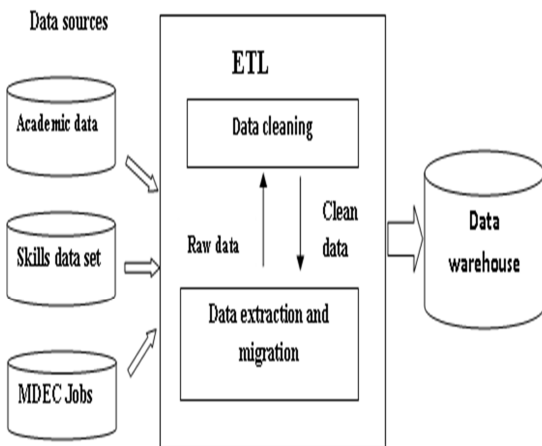 Data sources
Academic data
Skills data set
MDEC Jobs
ETL
Data cleaning
Raw data
Clean
data
Data extraction and
migration
Data
warehouse